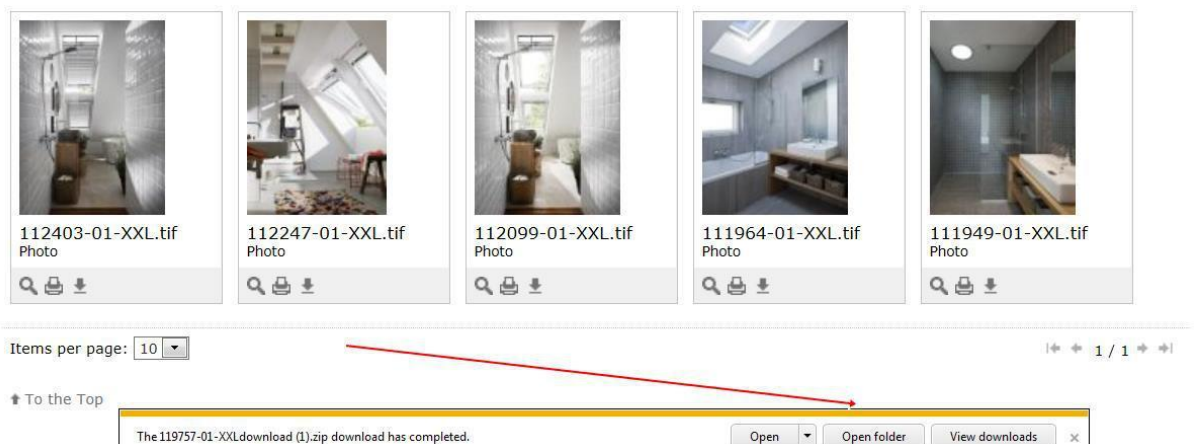 112403-01-XXL.tif
Photo
112247-01-XXL.tif
Photo
112099-01-XXL.tif
Photo
111964-01-XXL.tif
Photo
111949-01-XXL.tif
Photo
Items per page: 10
1 / 1
To the Top
The 119757-01-XXLdownload (1).zip download has completed.
Open
Open folder
View downloads